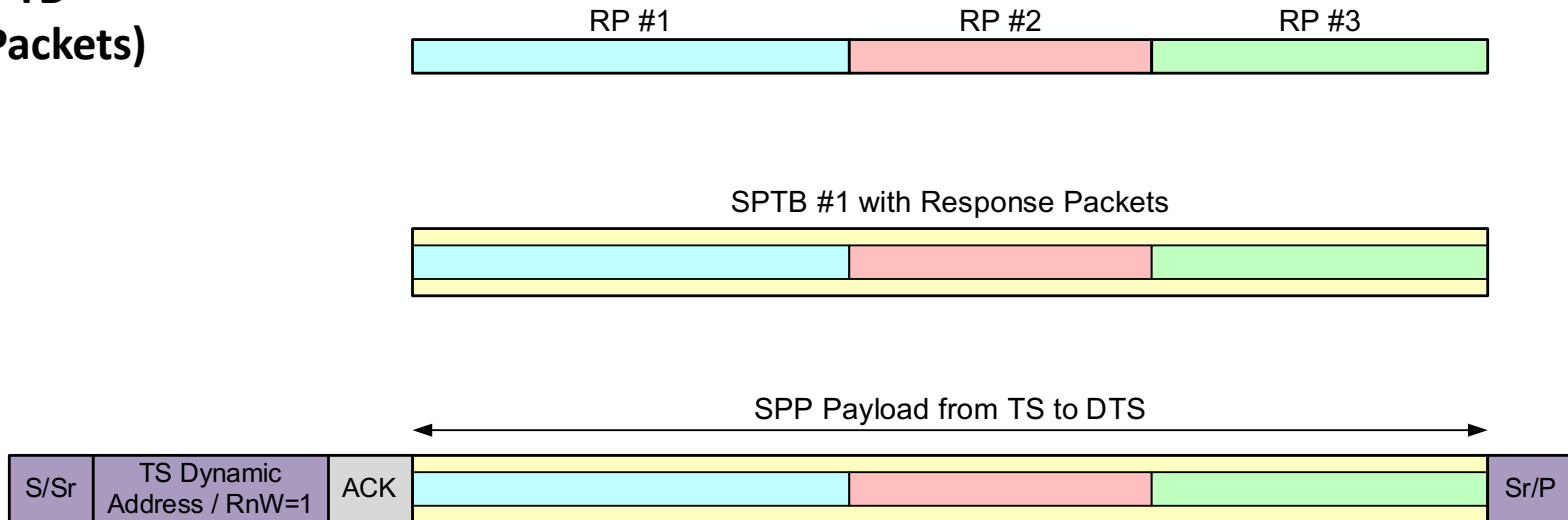 Packets)
RP #1 RP #2 RP #3
SPTB #1 with Response Packets
SPP Payload from TS to DTS
S/Sr
TS Dynamic
Address / RnW=1
ACK
Sr/P